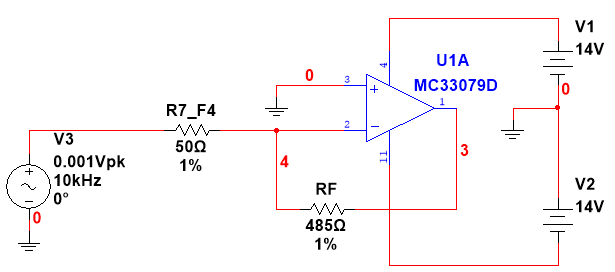 V1
14V
0
U1A
MC33079D
4
3
2
1
11
0
R7_F4
50Ω
1%
V3
0.001Vpk
10kHz
0°
0
4
3
RF
485Ω
1%
V2
14V